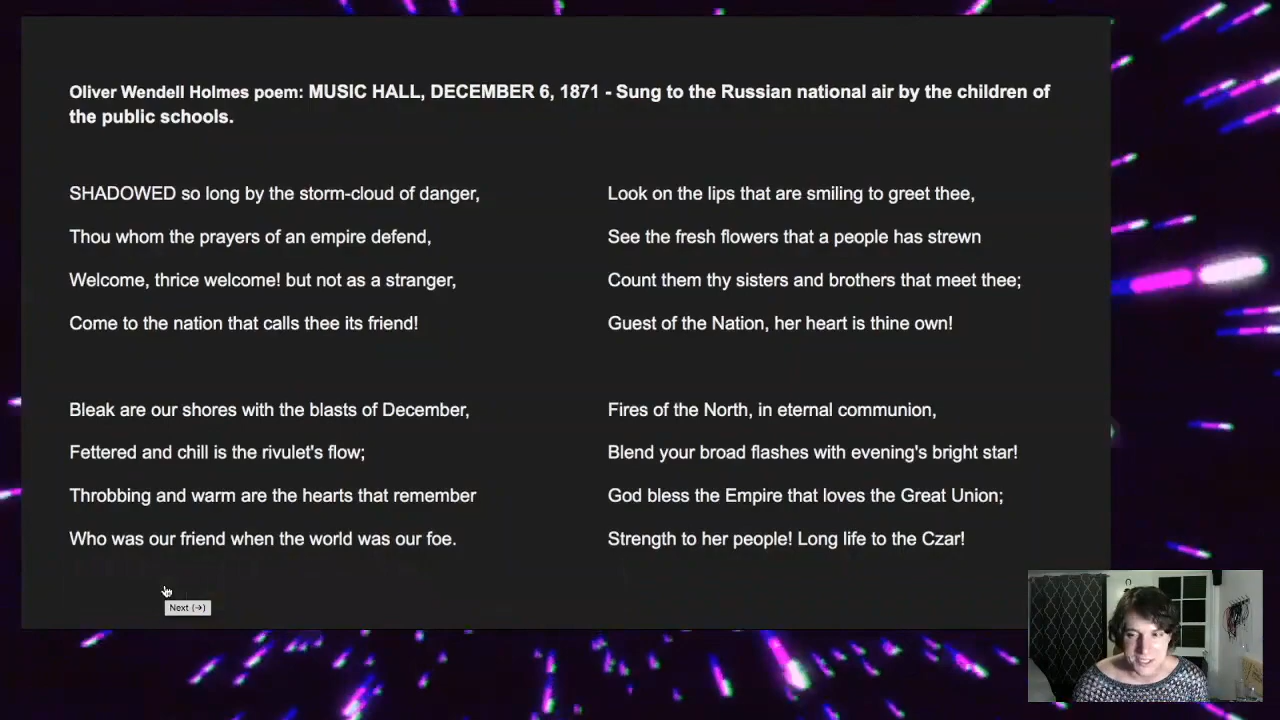 Oliver Wendell Holmes poem: MUSIC HALL, DECEMBER 6, 1871 - Sung to the Russian national air by the children of
the public schools.
SHADOWED so long by the storm-cloud of danger,
Thou whom the prayers of an empire defend,
Welcome, thrice welcome! but not as a stranger,
Come to the nation that calls thee its friend!
Bleak are our shores with the blasts of December,
Fettered and chill is the rivulet's flow;
Throbbing and warm are the hearts that remember
Who was our friend when the world was our foe.
Look on the lips that are smiling to greet thee,
See the fresh flowers that a people has strewn
Count them thy sisters and brothers that meet thee;
Guest of the Nation, her heart is thine own!
Fires of the North, in eternal communion,
Blend your broad flashes with evening's bright star!
God bless the Empire that loves the Great Union;
Strength to her people! Long life to the Czar!
Next (→)